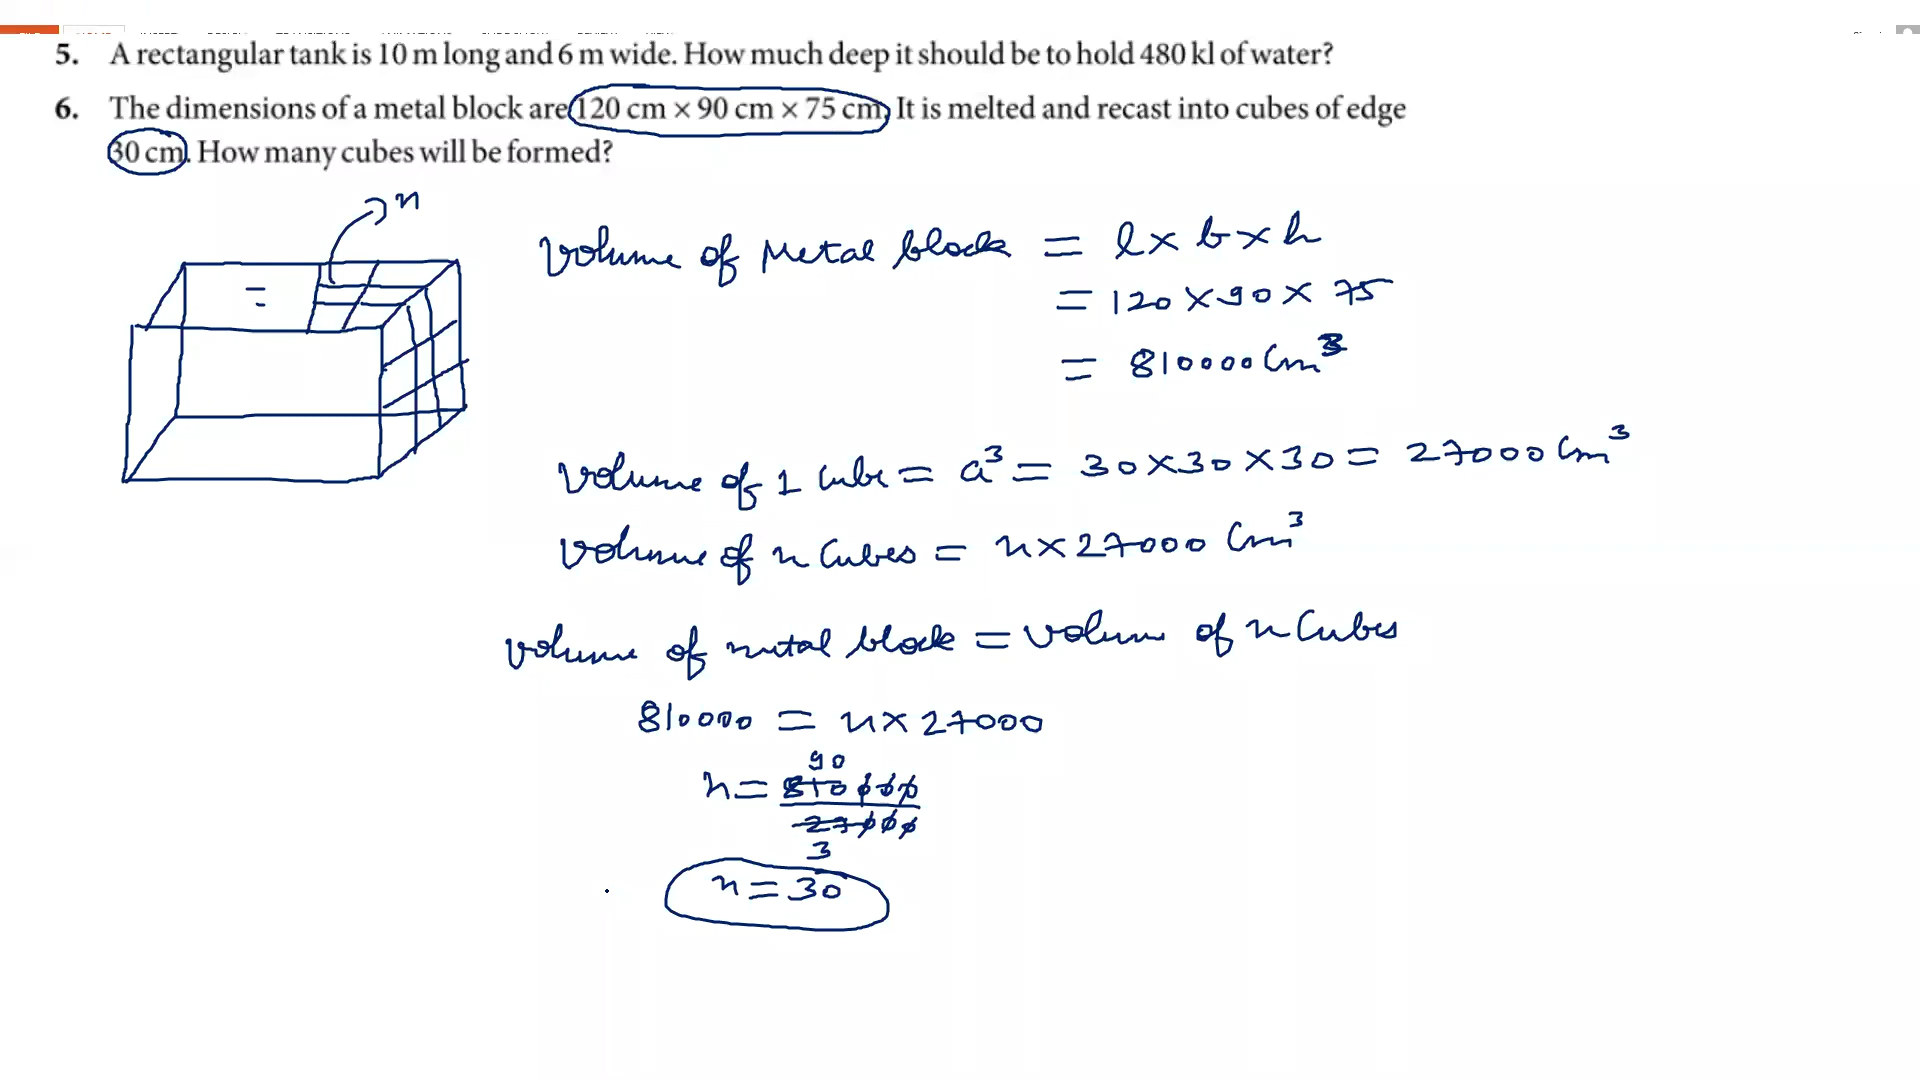 5. A rectangular tank is 10 m long and 6 m wide. How much deep it should be to hold 480 kl of water?
6. The dimensions of a metal block are 120 cm × 90 cm × 75 cm. It is melted and recast into cubes of edge
30 cm. How many cubes will be formed?
n
Volume of Metal block = l × b × h
= 120 × 90 × 75
= 810000 Cm³
Volume of 1 cube = a³ = 30 × 30 × 30 = 27000 Cm³
Volume of n Cubes = n × 27000 Cm³
Volume of metal block = Volume of n Cubes
810000 = n × 27000
90
n = 810000
27000
3
n = 30